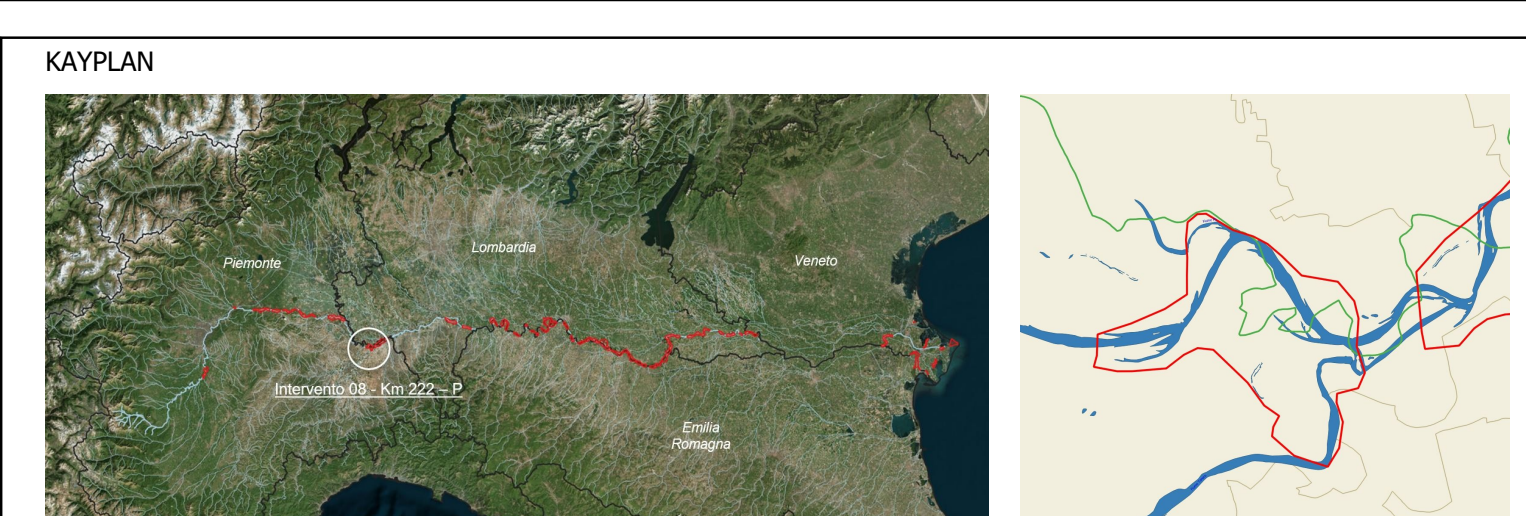 KAYPLAN
Lombardia
Piemonte
Veneto
Intervento 08 - Km 222 – P
Emilia
Romagna